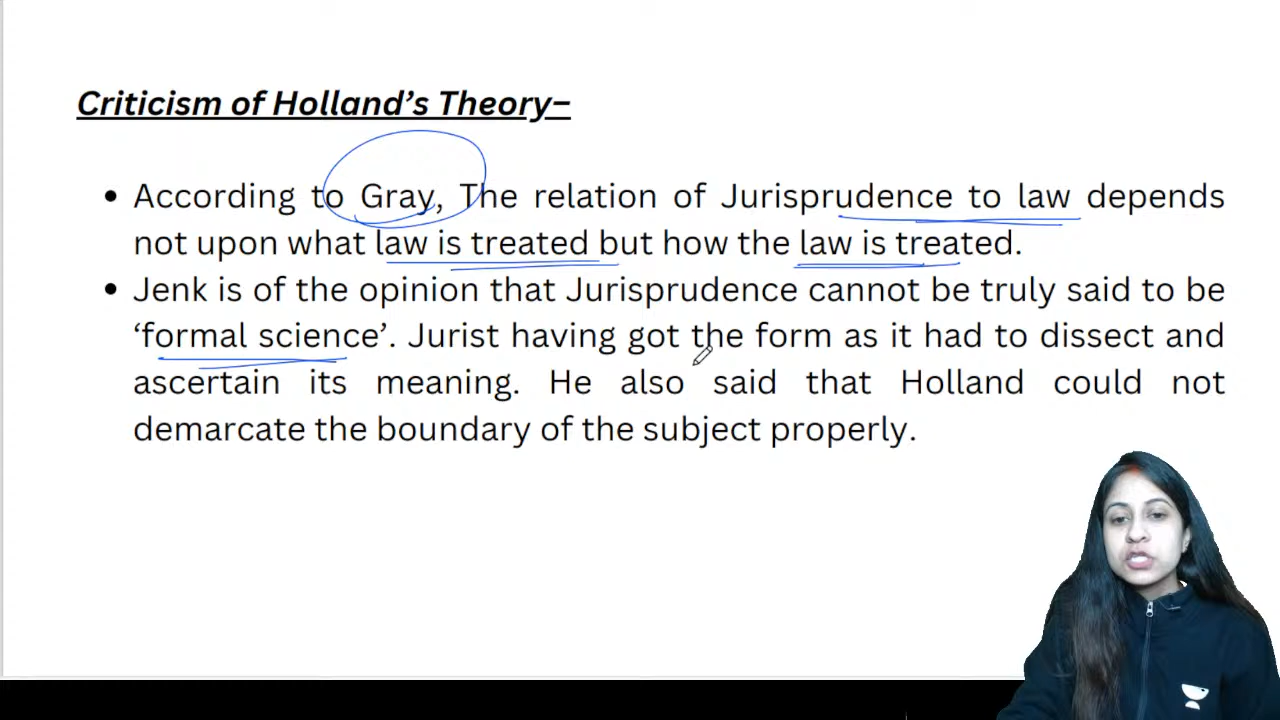 Criticism of Holland's Theory–
• According to Gray, The relation of Jurisprudence to law depends
not upon what law is treated but how the law is treated.
• Jenk is of the opinion that Jurisprudence cannot be truly said to be
‘formal science’. Jurist having got the form as it had to dissect and
ascertain its meaning. He also said that Holland could not
demarcate the boundary of the subject properly.